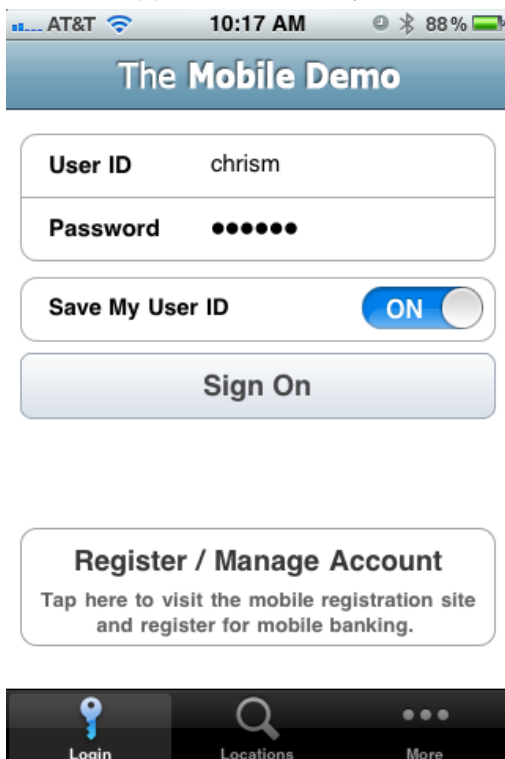 AT&T 10:17 AM 88%
The Mobile Demo
User ID chrism
Password ●●●●●●
Save My User ID ON
Sign On
Register / Manage Account
Tap here to visit the mobile registration site
and register for mobile banking.
Login Locations More